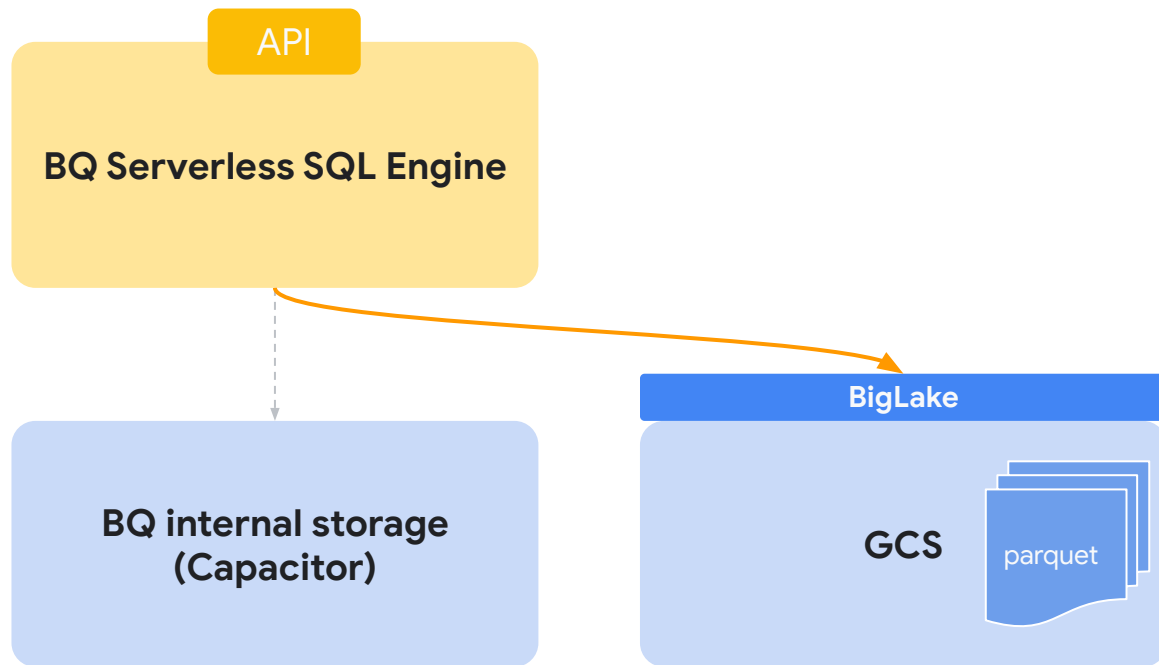 API
BQ Serverless SQL Engine
BigLake
BQ internal storage
(Capacitor)
GCS
parquet